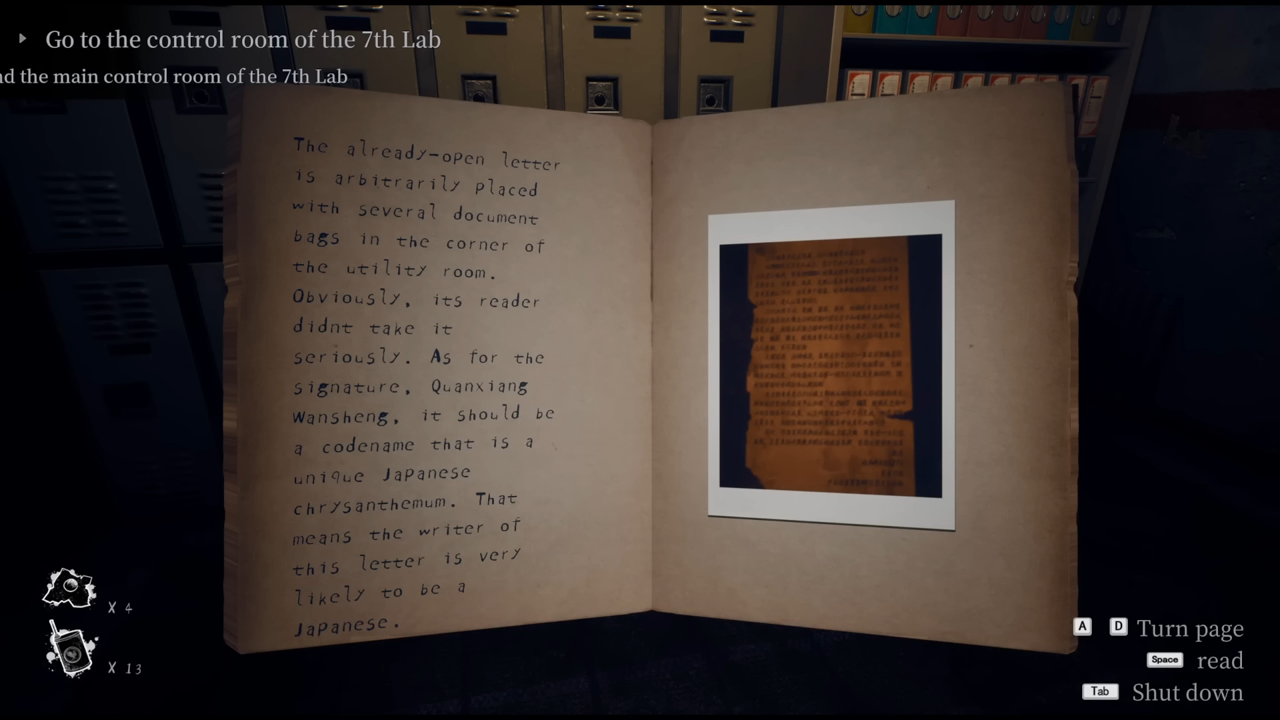 Go to the control room of the 7th Lab
nd the main control room of the 7th Lab
The already-open letter
is arbitrarily placed
with several document
bags in the corner of
the utility room.
Obviously, its reader
didnt take it
seriously. As for the
signature, Quanxiang
Wansheng, it should be
a codename that is a
unique Japanese
chrysanthemum. That
means the writer of
this letter is very
likely to be a
Japanese.
X 4
X 13
A D Turn page
Space read
Tab Shut down